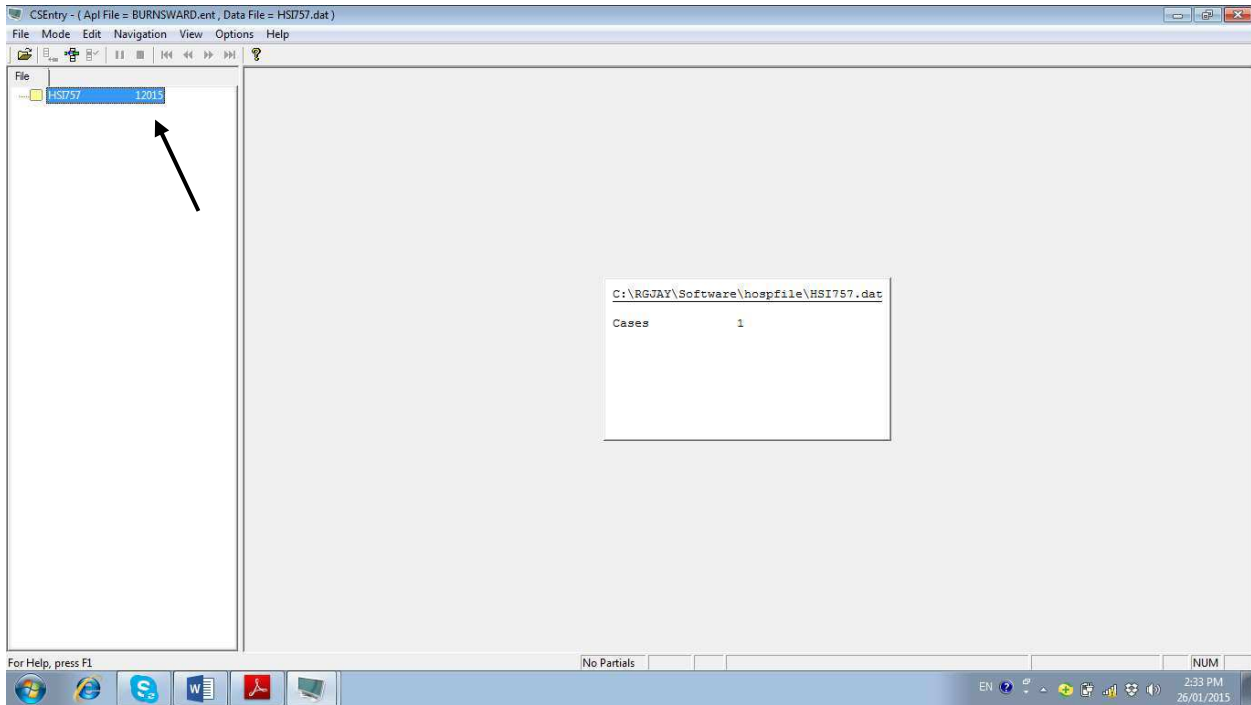 CSEntry - ( Apl File = BURNSWARD.ent , Data File = HSI757.dat )
File Mode Edit Navigation View Options Help
File
HSI757 12015
C:\RGJAY\Software\hospfile\HSI757.dat
Cases 1
For Help, press F1
No Partials
NUM
EN
2:33 PM
26/01/2015